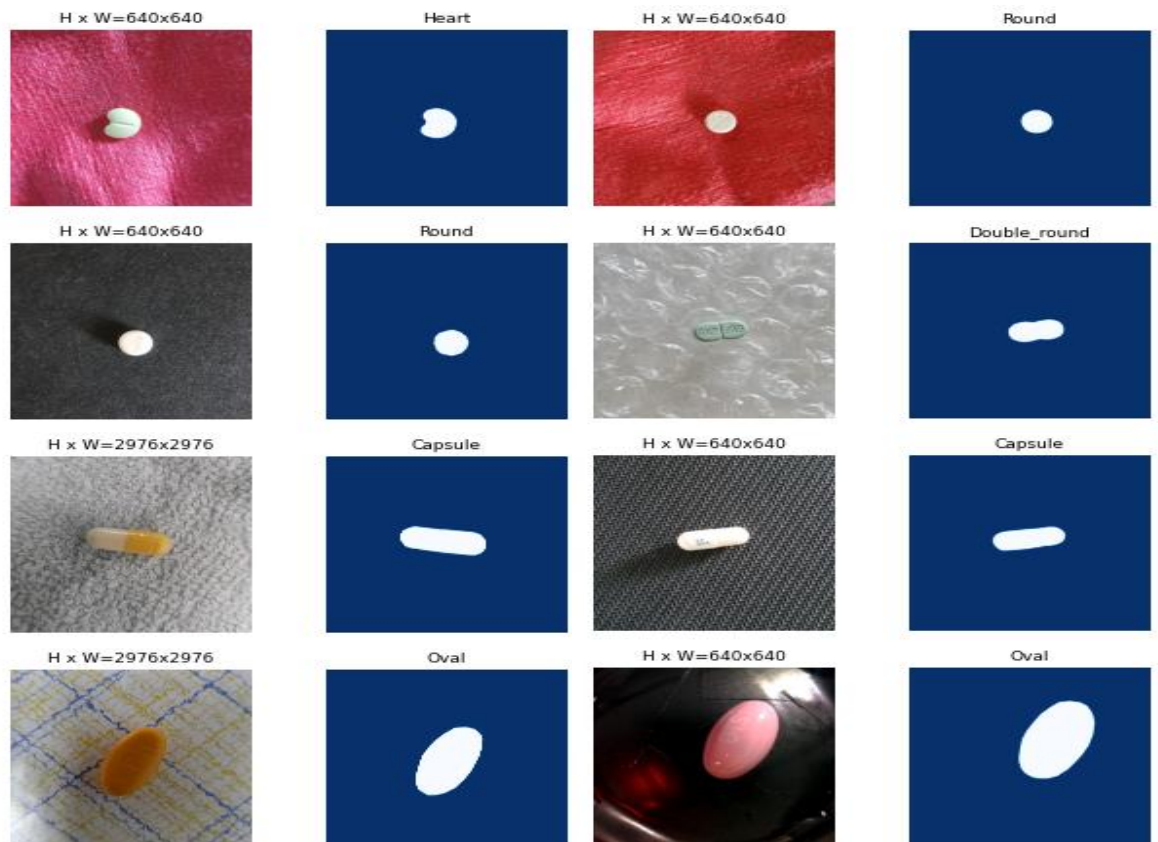 H x W=640x640 Heart H x W=640x640 Round
H x W=640x640 Round H x W=640x640 Double_round
H x W=2976x2976 Capsule H x W=640x640 Capsule
H x W=2976x2976 Oval H x W=640x640 Oval